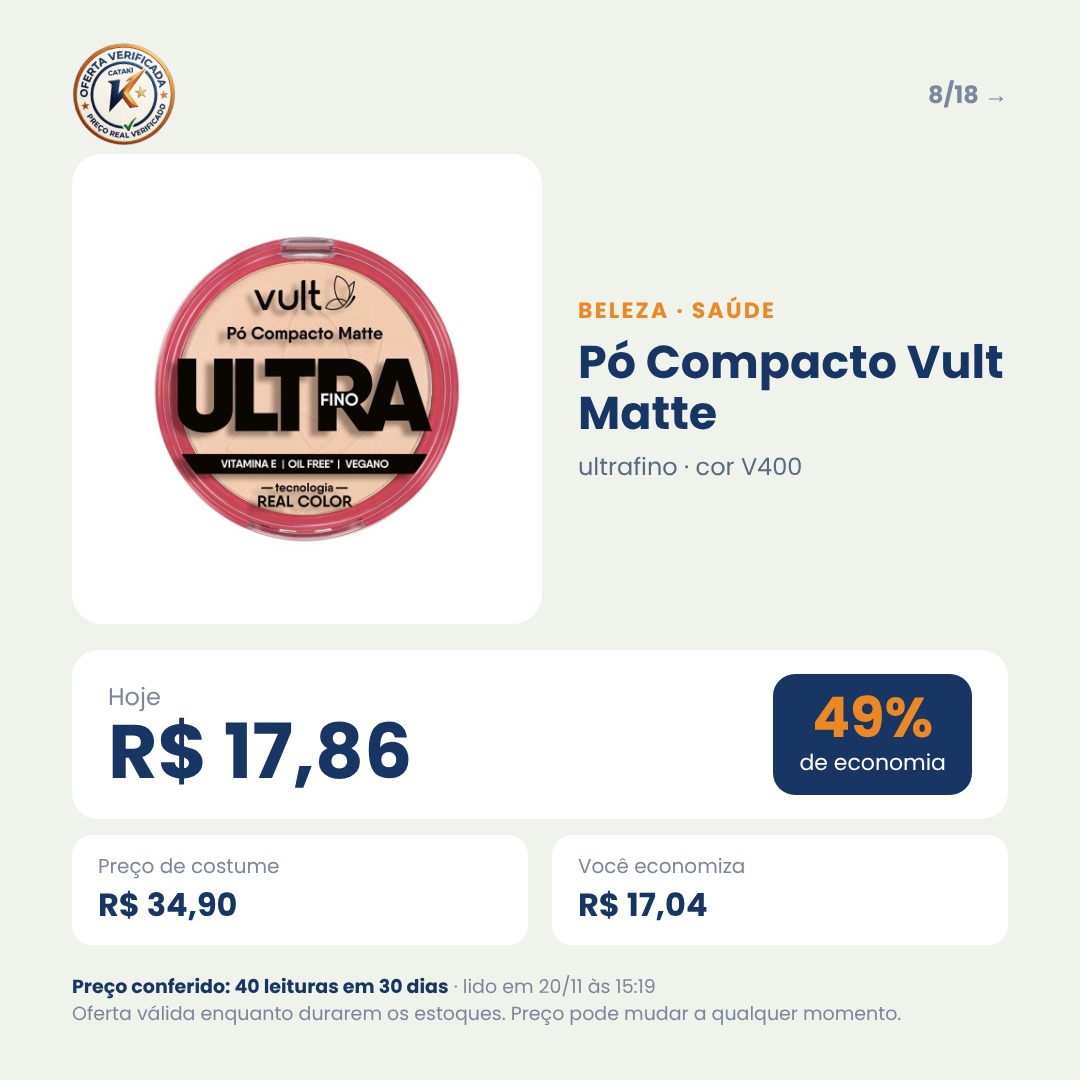 OFERTA VERIFICADA
CATAKI
K
PREÇO REAL VERIFICADO
8/18 →
vult
Pó Compacto Matte
ULTRA
FINO
VITAMINA E | OIL FREE* | VEGANO
tecnologia
REAL COLOR
BELEZA · SAÚDE
Pó Compacto Vult
Matte
ultrafino · cor V400
Hoje
R$ 17,86
49%
de economia
Preço de costume
R$ 34,90
Você economiza
R$ 17,04
Preço conferido: 40 leituras em 30 dias · lido em 20/11 às 15:19
Oferta válida enquanto durarem os estoques. Preço pode mudar a qualquer momento.